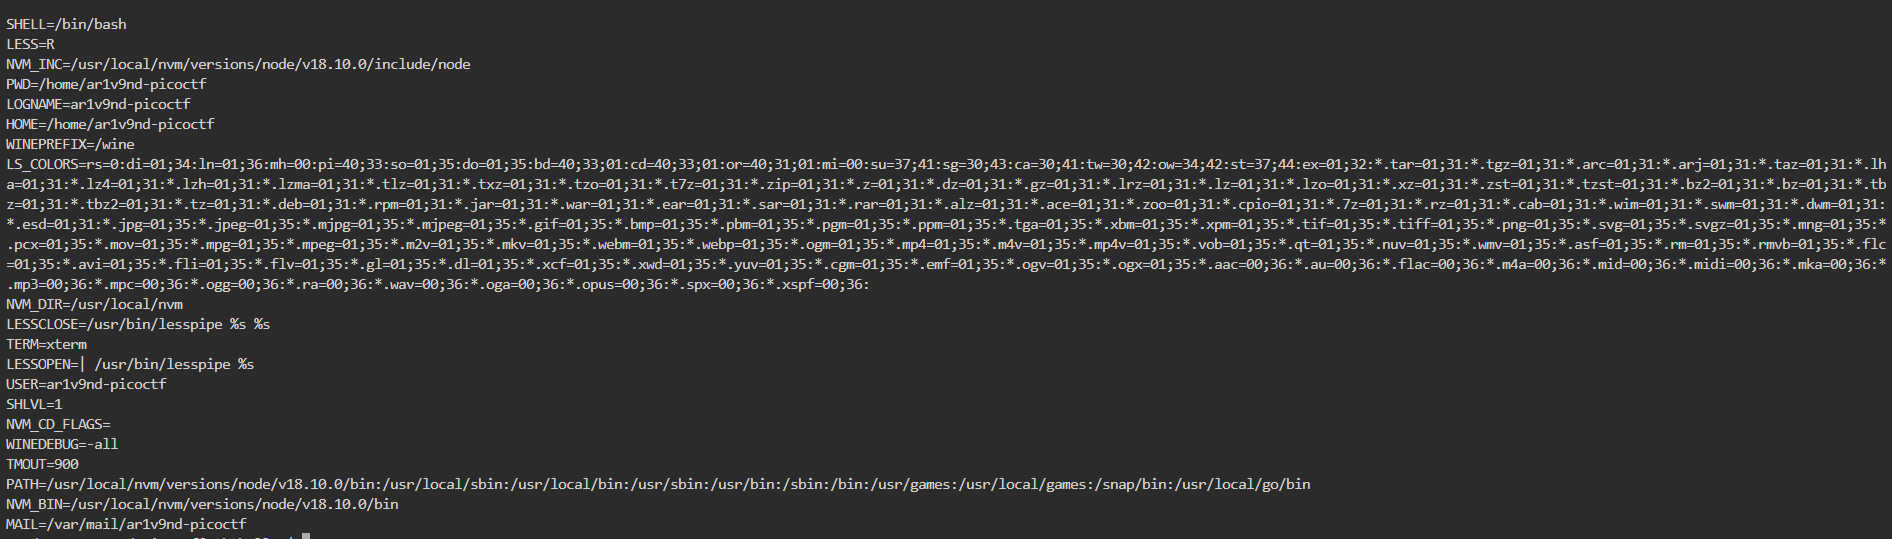 SHELL=/bin/bash
LESS=R
NVM_INC=/usr/local/nvm/versions/node/v18.10.0/include/node
PWD=/home/ar1v9nd-picoctf
LOGNAME=ar1v9nd-picoctf
HOME=/home/ar1v9nd-picoctf
WINEPREFIX=/wine
LS_COLORS=rs=0:di=01;34:ln=01;36:mh=00:pi=40;33:so=01;35:do=01;35:bd=40;33;01:cd=40;33;01:or=40;31;01:mi=00:su=37;41:sg=30;43:ca=30;41:tw=30;42:ow=34;42:st=37;44:ex=01;32:*.tar=01;31:*.tgz=01;31:*.arc=01;31:*.arj=01;31:*.taz=01;31:*.lh
a=01;31:*.lz4=01;31:*.lzh=01;31:*.lzma=01;31:*.tlz=01;31:*.txz=01;31:*.tzo=01;31:*.t7z=01;31:*.zip=01;31:*.z=01;31:*.dz=01;31:*.gz=01;31:*.lrz=01;31:*.lz=01;31:*.lzo=01;31:*.xz=01;31:*.zst=01;31:*.tzst=01;31:*.bz2=01;31:*.bz=01;31:*.tb
z=01;31:*.tbz2=01;31:*.tz=01;31:*.deb=01;31:*.rpm=01;31:*.jar=01;31:*.war=01;31:*.ear=01;31:*.sar=01;31:*.rar=01;31:*.alz=01;31:*.ace=01;31:*.zoo=01;31:*.cpio=01;31:*.7z=01;31:*.rz=01;31:*.cab=01;31:*.wim=01;31:*.swm=01;31:*.dwm=01;31:
*.esd=01;31:*.jpg=01;35:*.jpeg=01;35:*.mjpg=01;35:*.mjpeg=01;35:*.gif=01;35:*.bmp=01;35:*.pbm=01;35:*.pgm=01;35:*.ppm=01;35:*.tga=01;35:*.xbm=01;35:*.xpm=01;35:*.tif=01;35:*.tiff=01;35:*.png=01;35:*.svg=01;35:*.svgz=01;35:*.mng=01;35:*
.pcx=01;35:*.mov=01;35:*.mpg=01;35:*.mpeg=01;35:*.m2v=01;35:*.mkv=01;35:*.webm=01;35:*.webp=01;35:*.ogm=01;35:*.mp4=01;35:*.m4v=01;35:*.mp4v=01;35:*.vob=01;35:*.qt=01;35:*.nuv=01;35:*.wmv=01;35:*.asf=01;35:*.rm=01;35:*.rmvb=01;35:*.flc
=01;35:*.avi=01;35:*.fli=01;35:*.flv=01;35:*.gl=01;35:*.dl=01;35:*.xcf=01;35:*.xwd=01;35:*.yuv=01;35:*.cgm=01;35:*.emf=01;35:*.ogv=01;35:*.ogx=01;35:*.aac=00;36:*.au=00;36:*.flac=00;36:*.m4a=00;36:*.mid=00;36:*.midi=00;36:*.mka=00;36:*
.mp3=00;36:*.mpc=00;36:*.ogg=00;36:*.ra=00;36:*.wav=00;36:*.oga=00;36:*.opus=00;36:*.spx=00;36:*.xspf=00;36:
NVM_DIR=/usr/local/nvm
LESSCLOSE=/usr/bin/lesspipe %s %s
TERM=xterm
LESSOPEN=| /usr/bin/lesspipe %s
USER=ar1v9nd-picoctf
SHLVL=1
NVM_CD_FLAGS=
WINEDEBUG=-all
TMOUT=900
PATH=/usr/local/nvm/versions/node/v18.10.0/bin:/usr/local/sbin:/usr/local/bin:/usr/sbin:/usr/bin:/sbin:/bin:/usr/games:/usr/local/games:/snap/bin:/usr/local/go/bin
NVM_BIN=/usr/local/nvm/versions/node/v18.10.0/bin
MAIL=/var/mail/ar1v9nd-picoctf